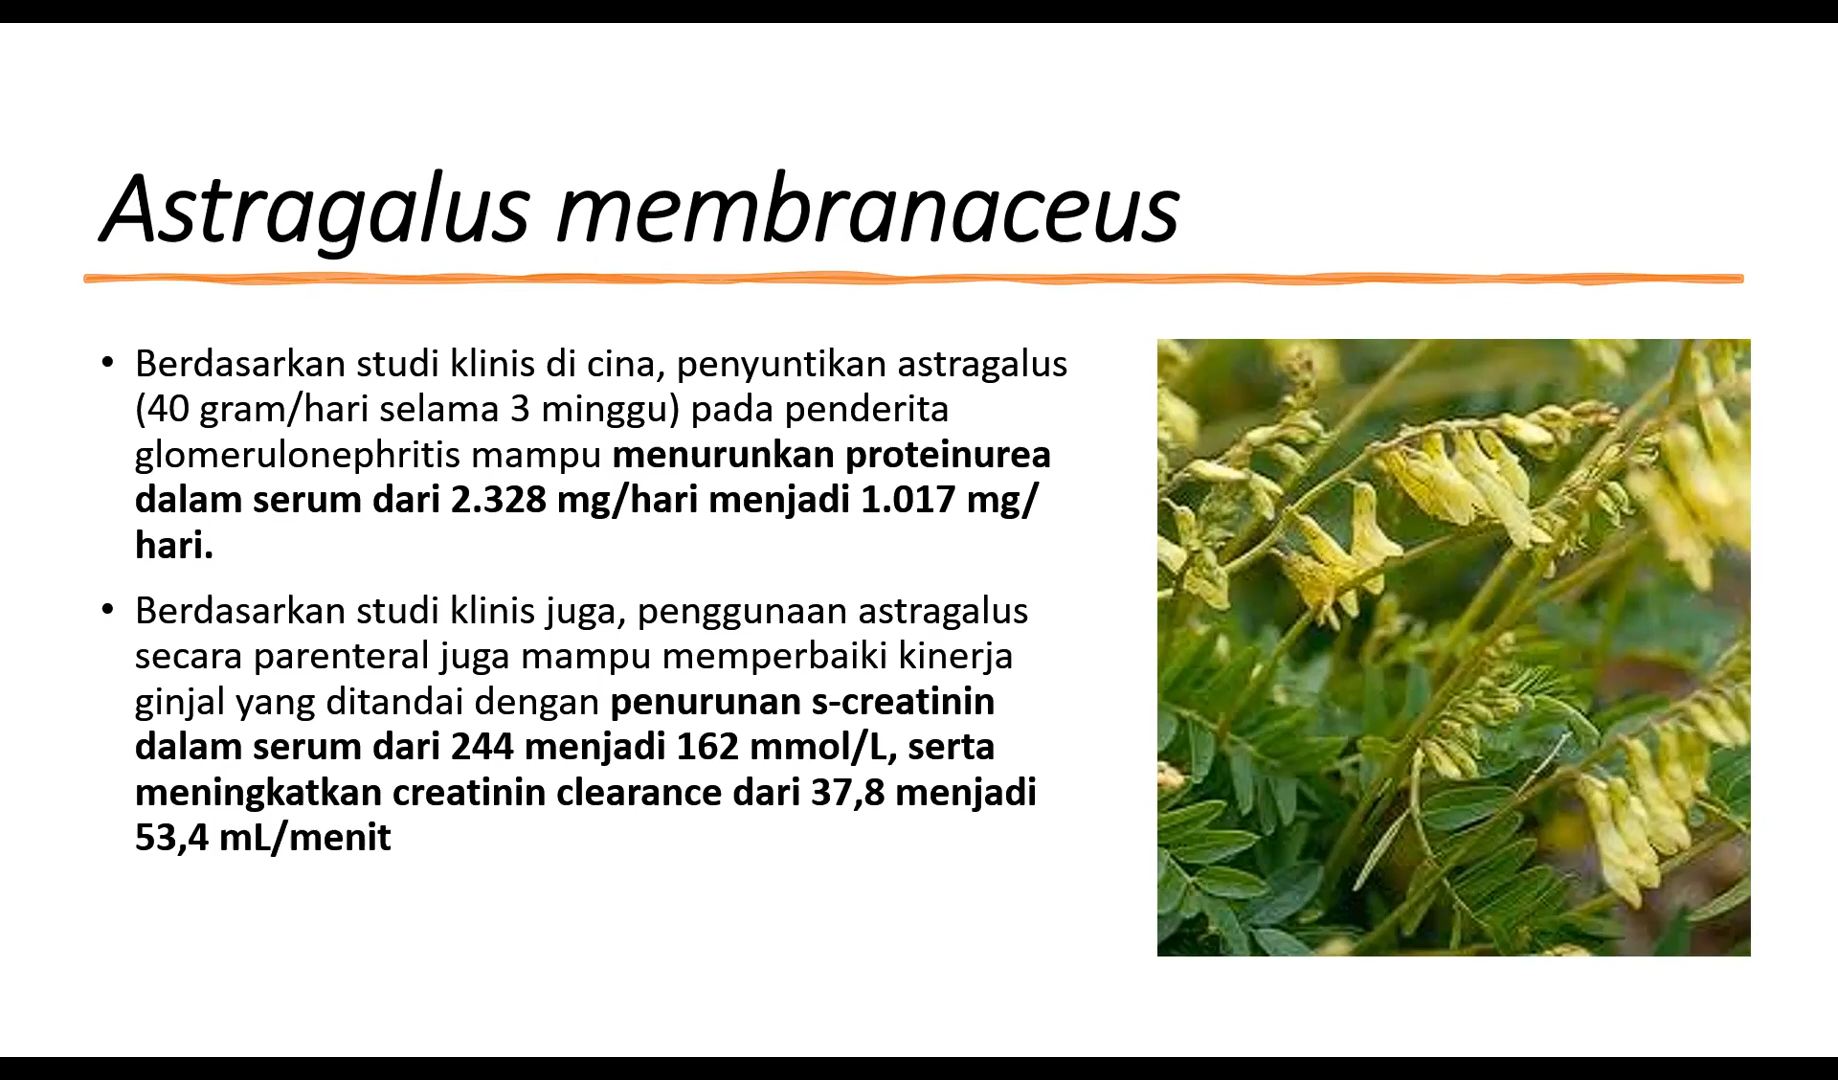 Astragalus membranaceus
• Berdasarkan studi klinis di cina, penyuntikan astragalus
(40 gram/hari selama 3 minggu) pada penderita
glomerulonephritis mampu menurunkan proteinurea
dalam serum dari 2.328 mg/hari menjadi 1.017 mg/
hari.
• Berdasarkan studi klinis juga, penggunaan astragalus
secara parenteral juga mampu memperbaiki kinerja
ginjal yang ditandai dengan penurunan s-creatinin
dalam serum dari 244 menjadi 162 mmol/L, serta
meningkatkan creatinin clearance dari 37,8 menjadi
53,4 mL/menit